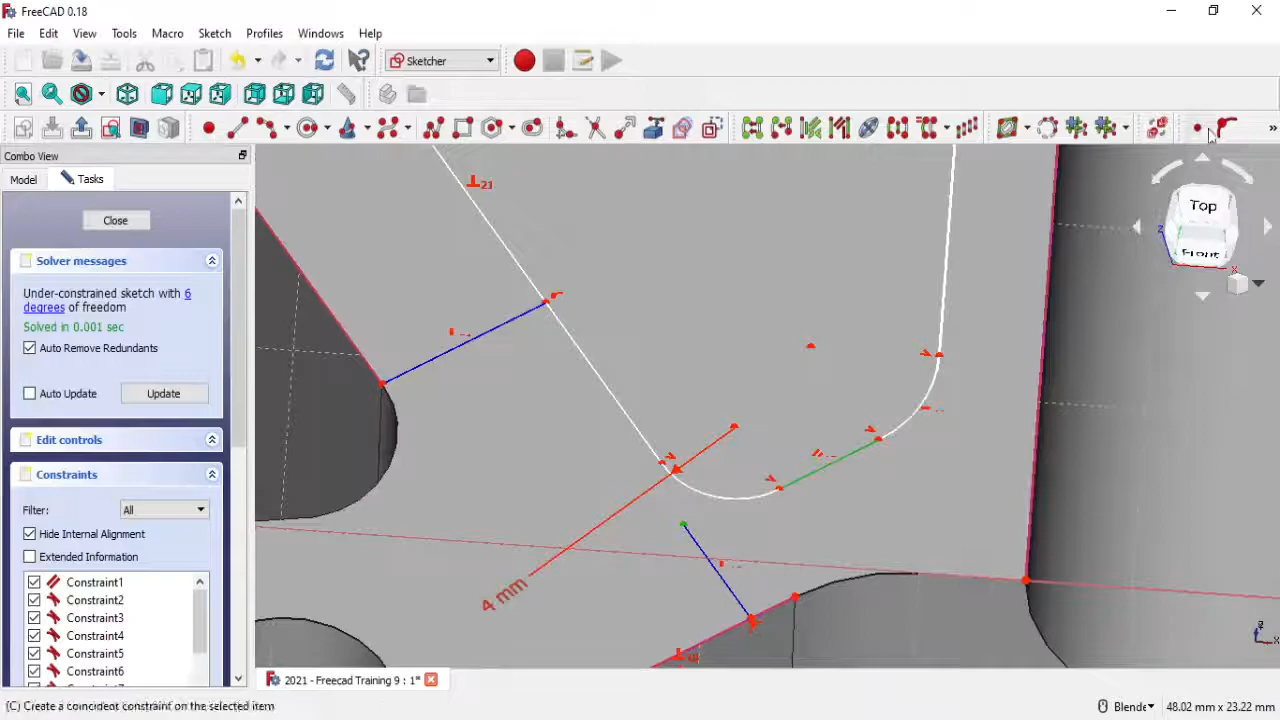 FreeCAD 0.18
File Edit View Tools Macro Sketch Profiles Windows Help
Sketcher
»
Combo View
Model Tasks
Close
Solver messages
Under-constrained sketch with 6
degrees of freedom
Solved in 0.001 sec
Auto Remove Redundants
Auto Update Update
Edit controls
Constraints
Filter: All
Hide Internal Alignment
Extended Information
Constraint1
Constraint2
Constraint3
Constraint4
Constraint5
Constraint6
21
4 mm
Top
Front
Z
X
Z
X
2021 - Freecad Training 9 : 1*
(C) Create a coincident constraint on the selected item
Blende
48.02 mm x 23.22 mm